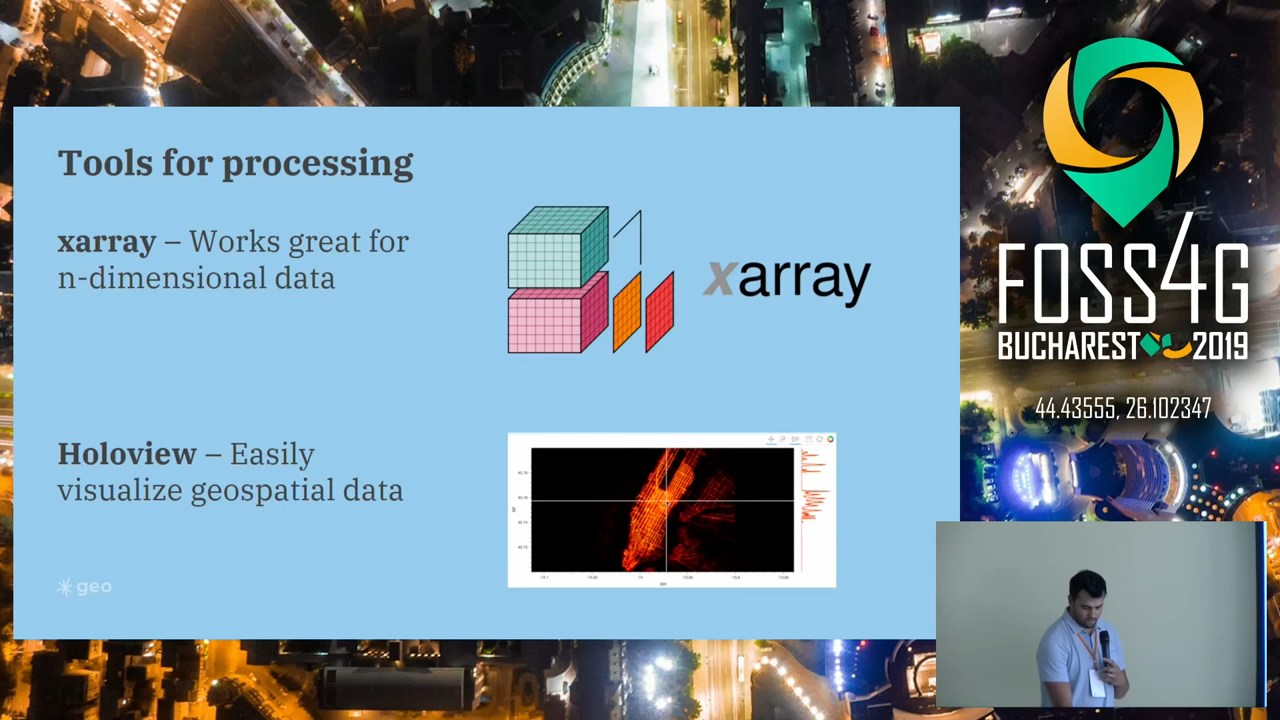 Tools for processing
xarray – Works great for
n-dimensional data
xarray
Holoview – Easily
visualize geospatial data
geo
FOSS4G
BUCHAREST 2019
44.43555, 26.102347